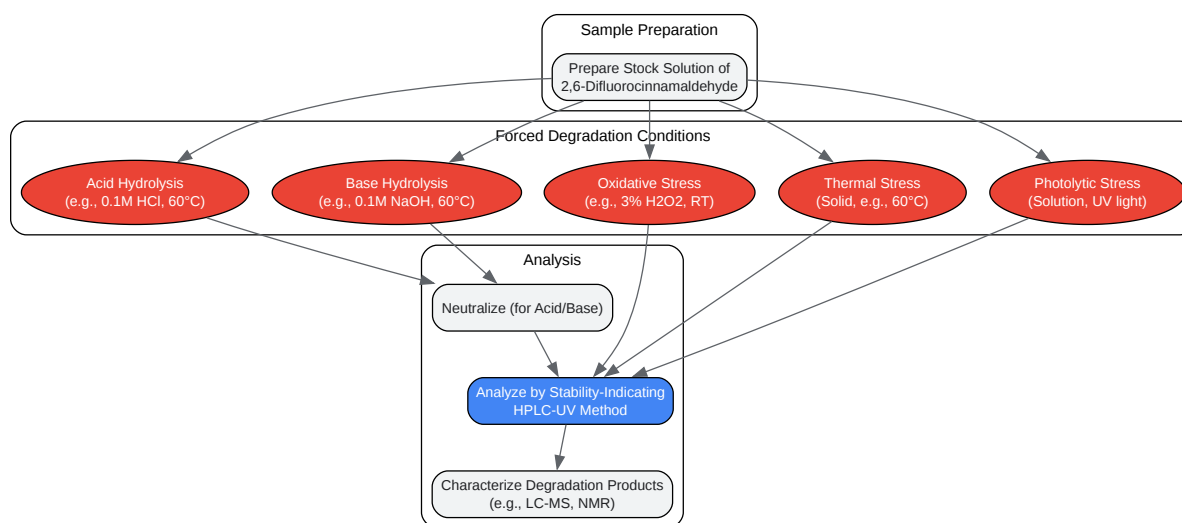 Sample Preparation
Prepare Stock Solution of
2,6-Difluorocinnamaldehyde
Forced Degradation Conditions
Acid Hydrolysis
(e.g., 0.1M HCl, 60°C)
Base Hydrolysis
(e.g., 0.1M NaOH, 60°C)
Oxidative Stress
(e.g., 3% H2O2, RT)
Thermal Stress
(Solid, e.g., 60°C)
Photolytic Stress
(Solution, UV light)
Analysis
Neutralize (for Acid/Base)
Analyze by Stability-Indicating
HPLC-UV Method
Characterize Degradation Products
(e.g., LC-MS, NMR)